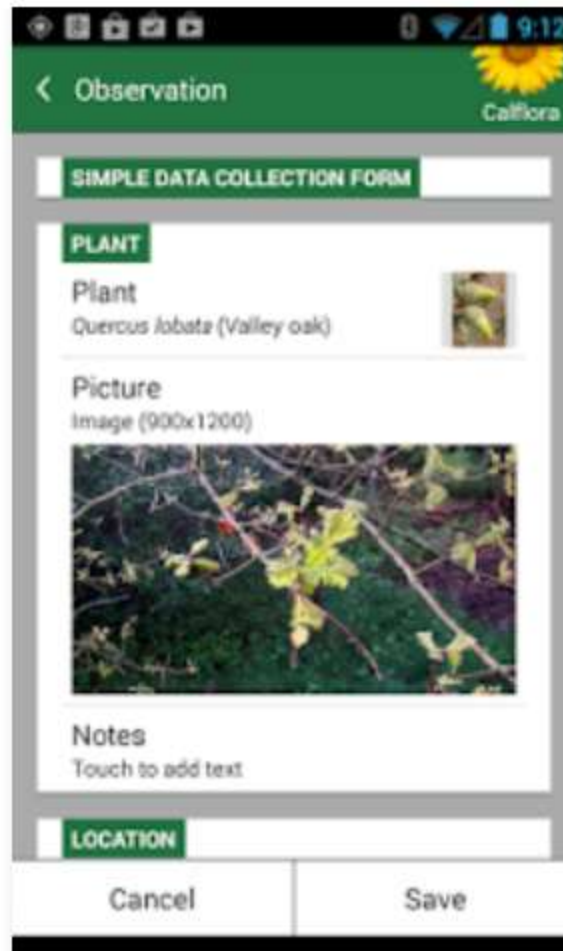 9:12
Observation
Calflora
SIMPLE DATA COLLECTION FORM
PLANT
Plant
Quercus lobata (Valley oak)
Picture
Image (900x1200)
Notes
Touch to add text
LOCATION
Cancel
Save